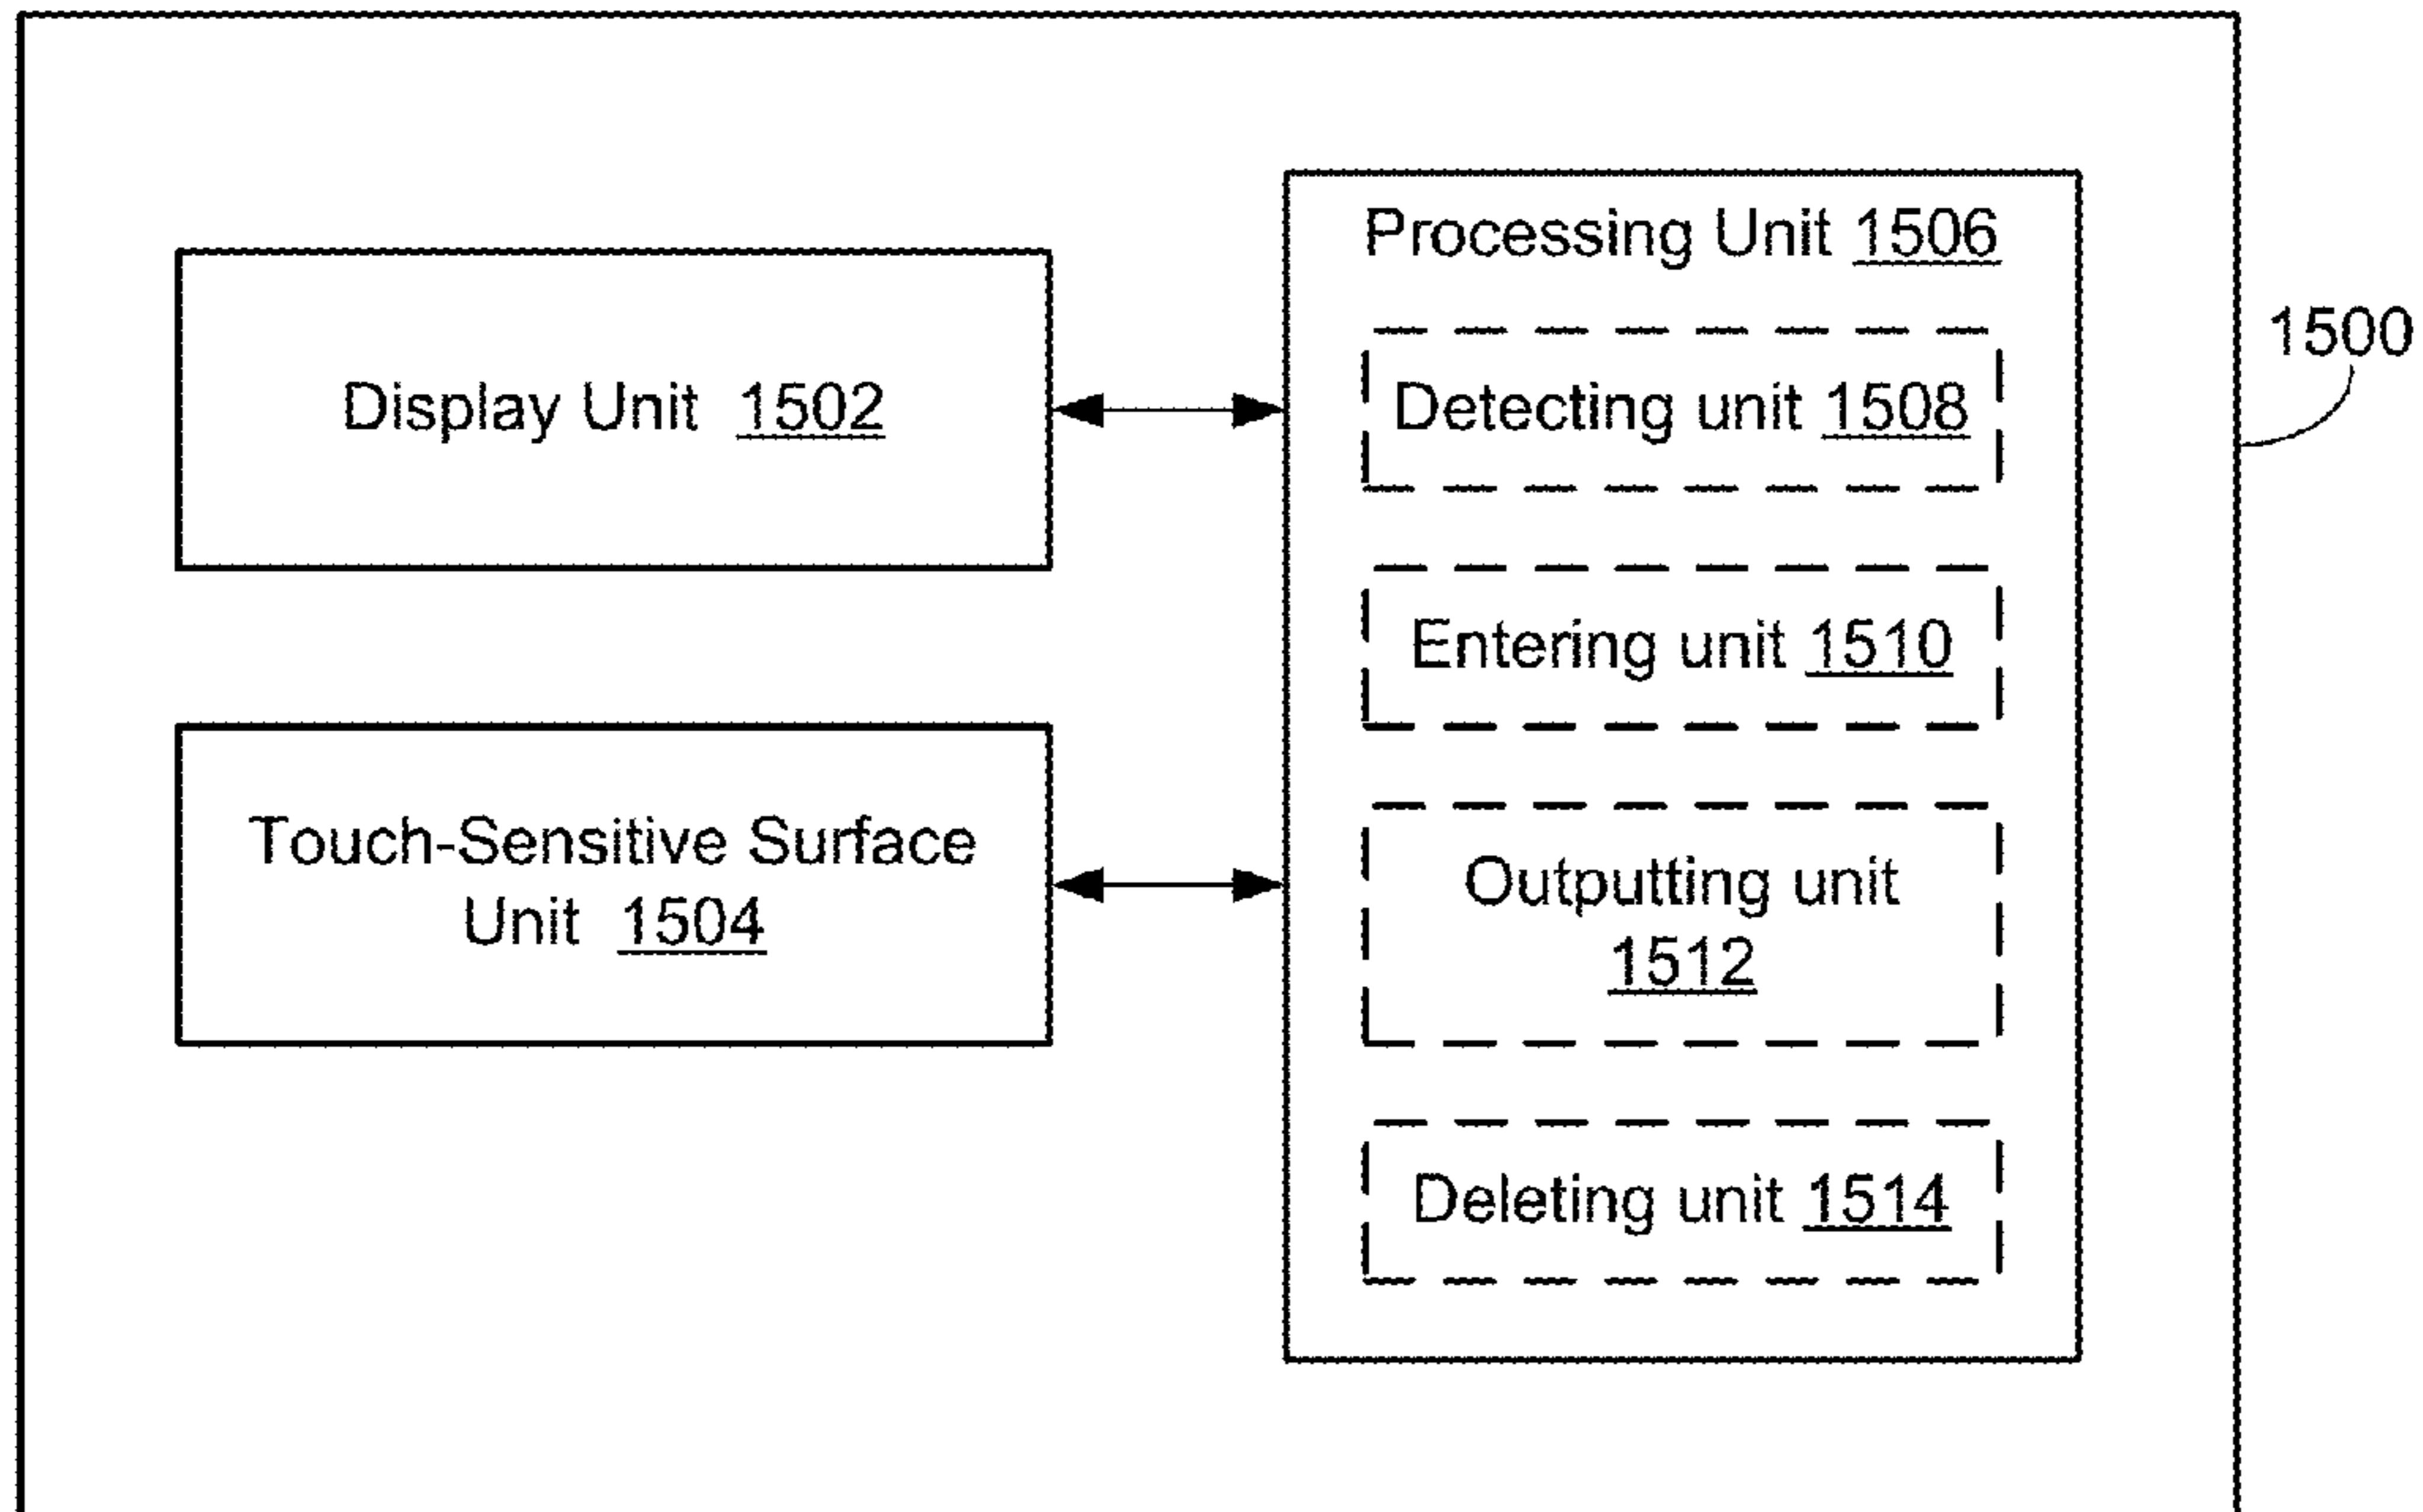 Display Unit 1502
Touch-Sensitive Surface
Unit 1504
Processing Unit 1506
Detecting unit 1508
Entering unit 1510
Outputting unit
1512
Deleting unit 1514
1500